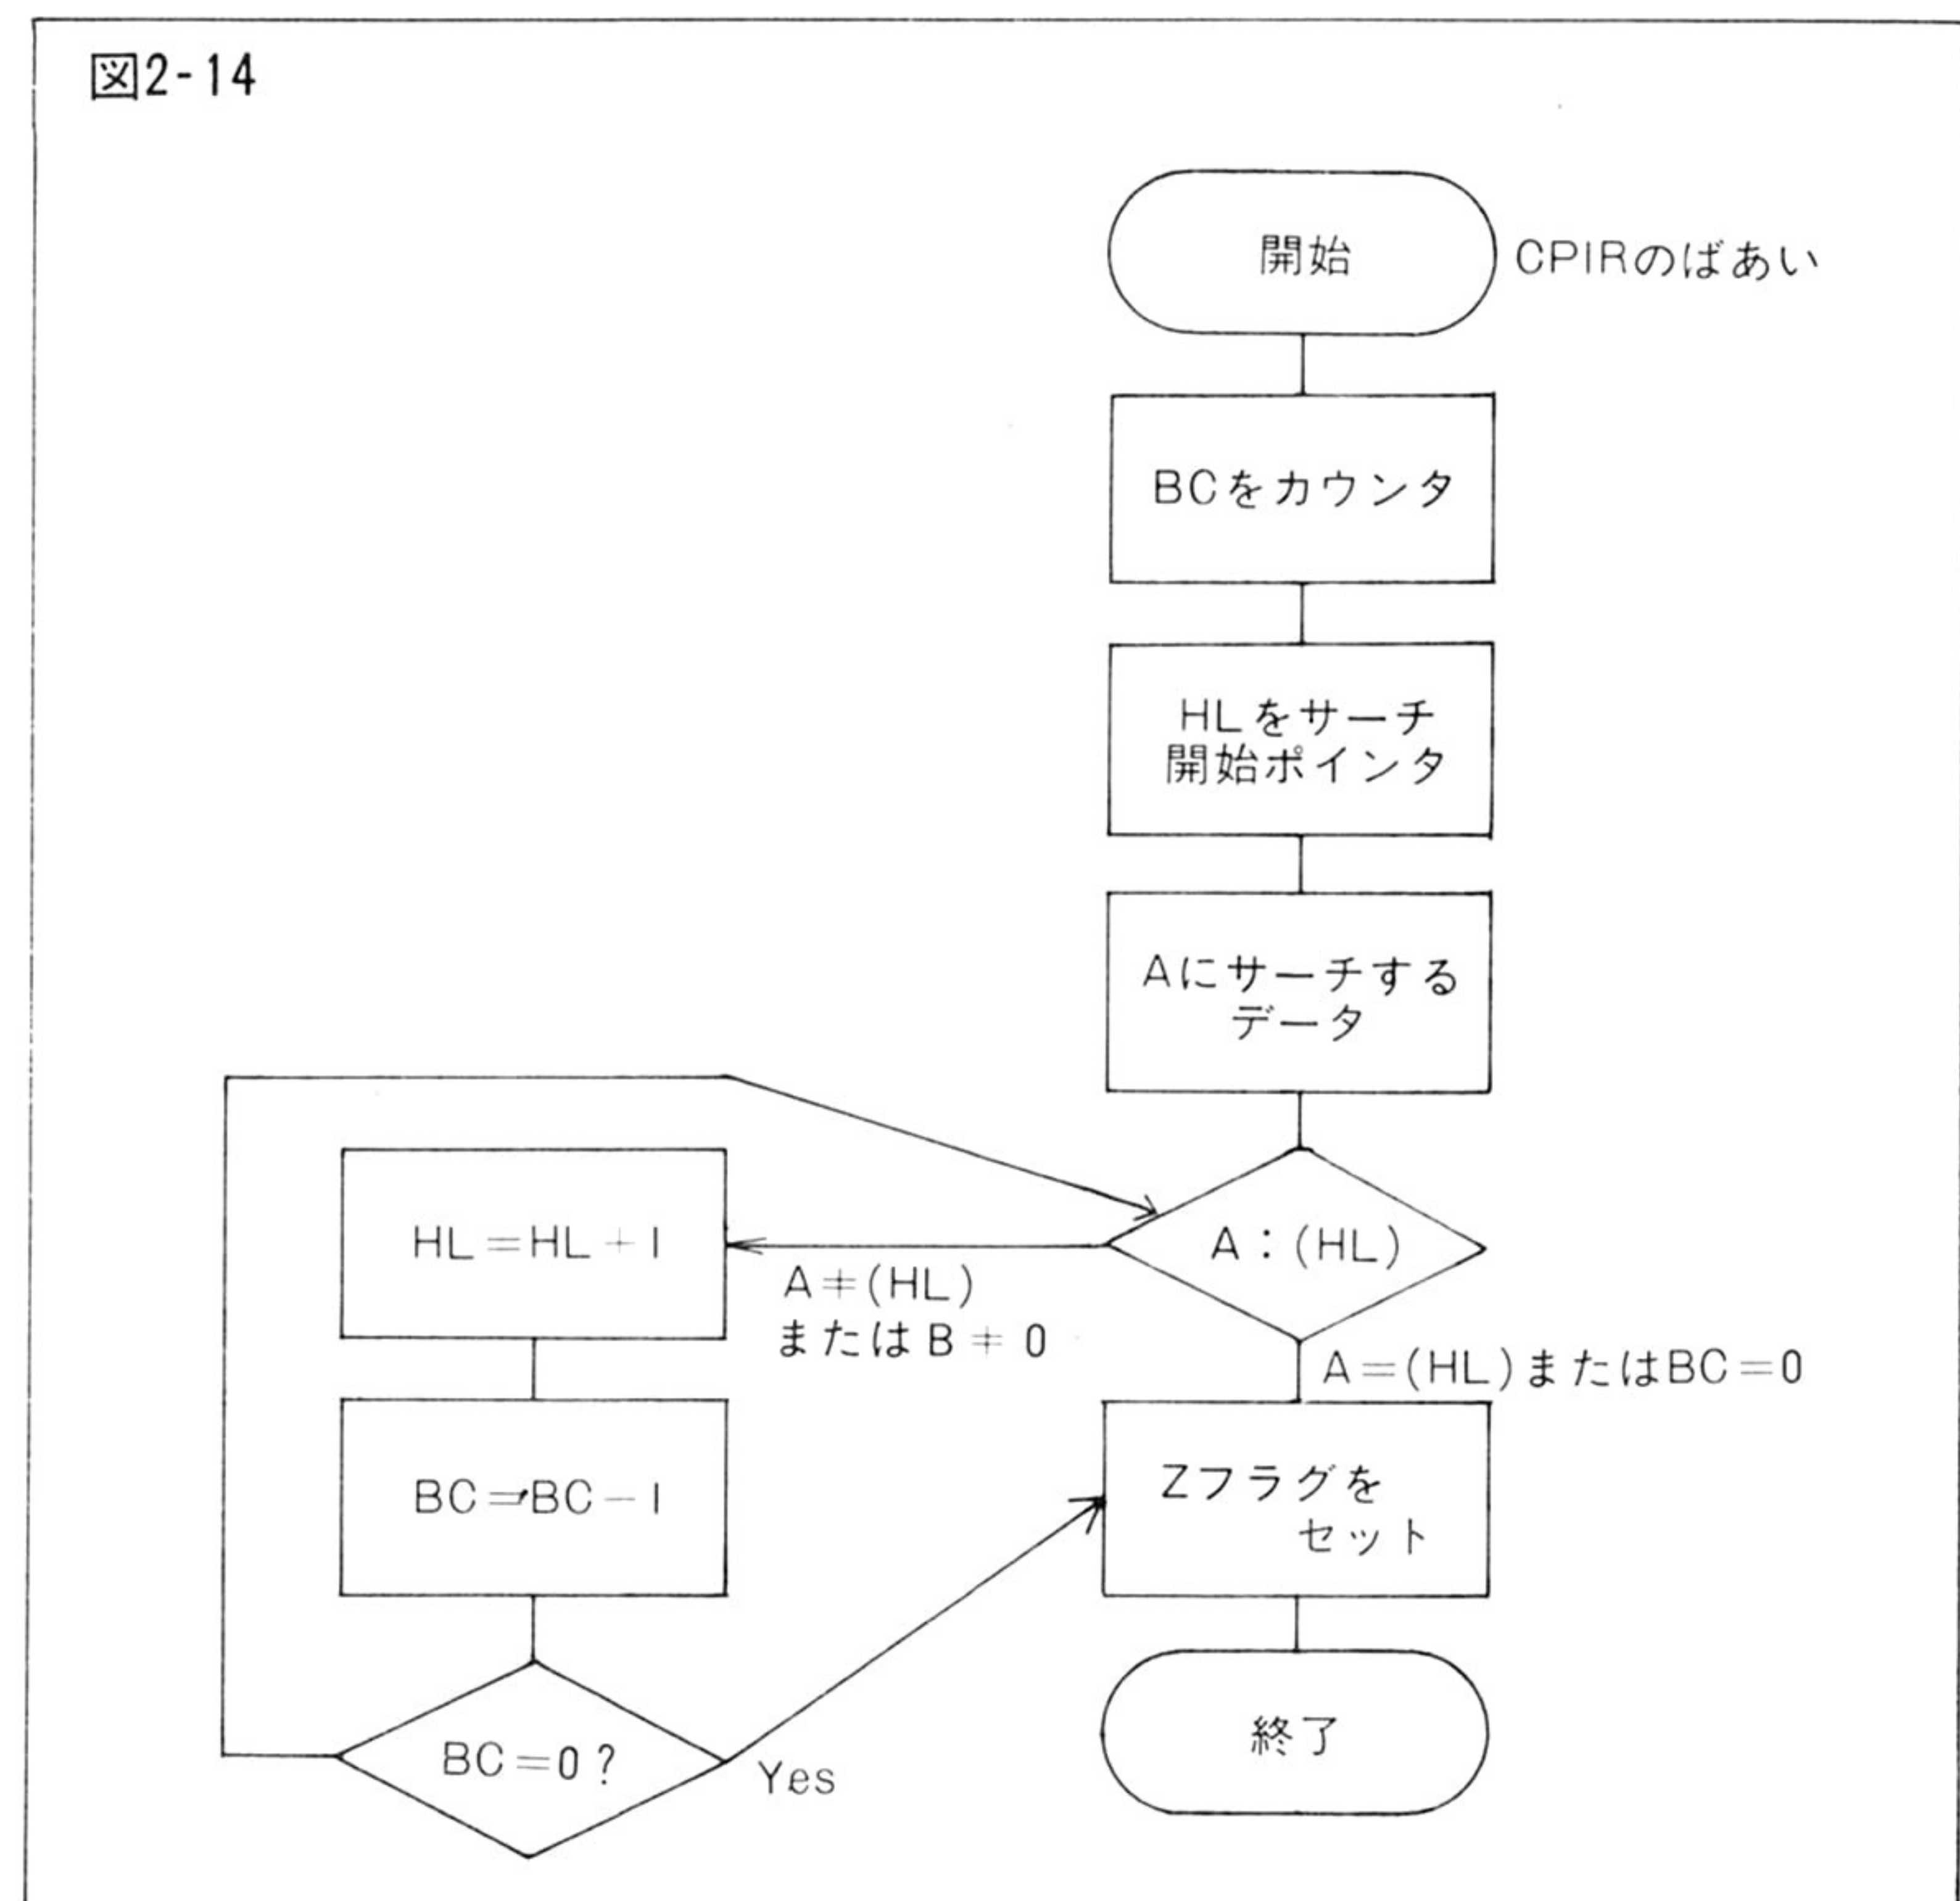 図2-14
開始
CPIRのばあい
BCをカウンタ
HLをサーチ
開始ポインタ
Aにサーチする
データ
A：(HL)
HL＝HL＋1
A≠(HL)
またはB≠0
A＝(HL)またはBC＝0
BC＝BC－1
Zフラグを
セット
BC＝0？
Yes
終了